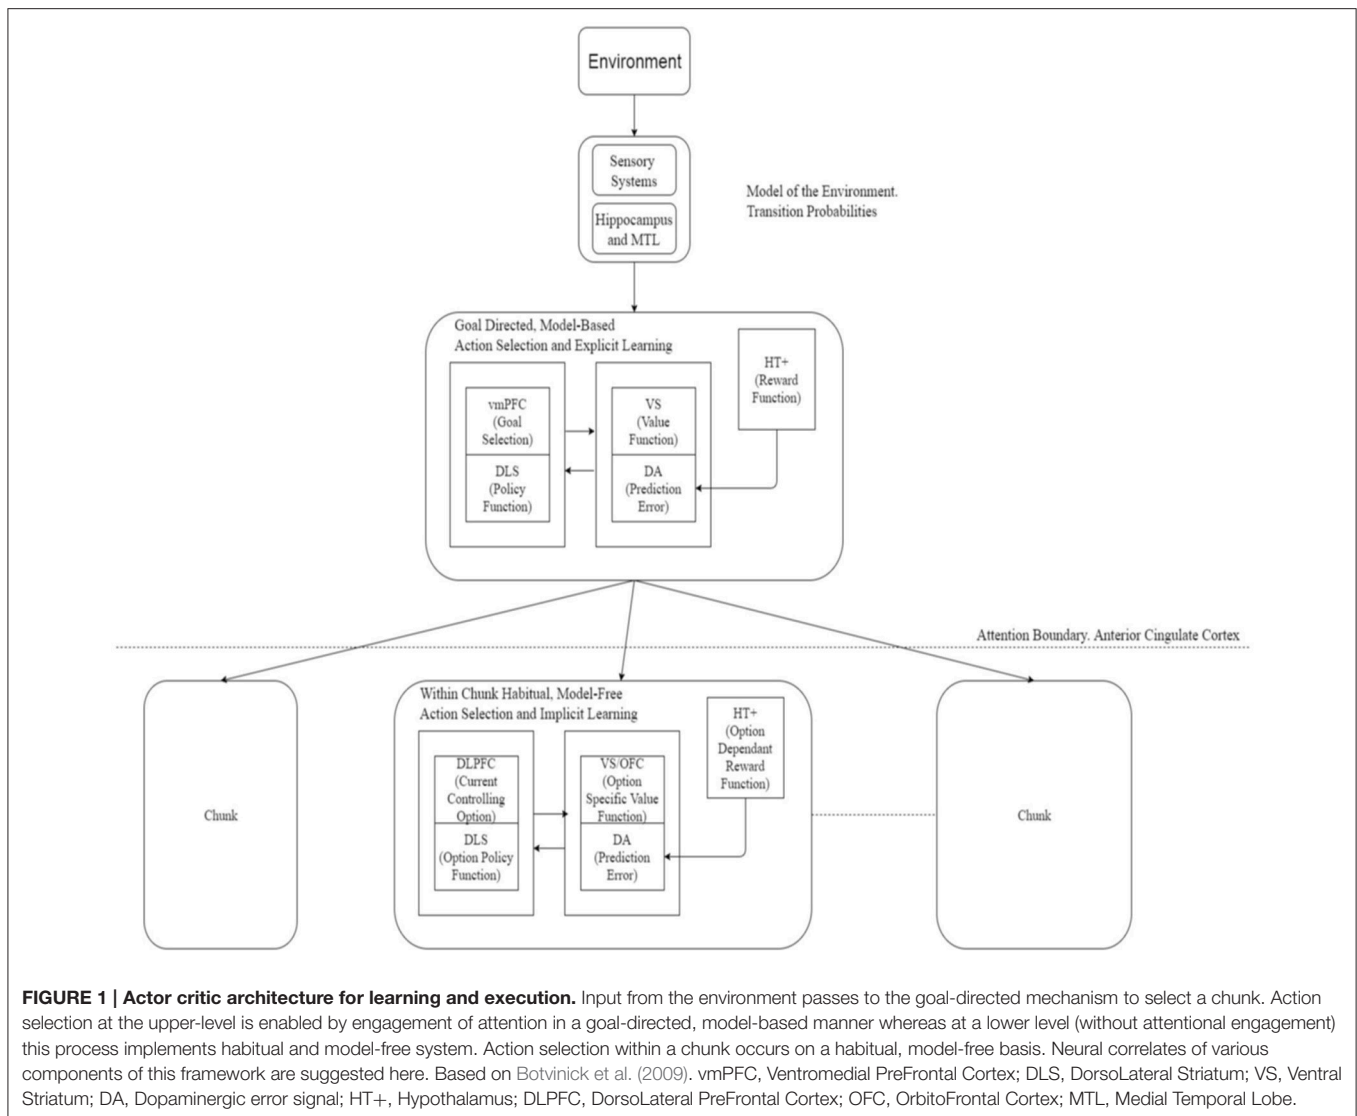 Environment
Sensory
Systems
Hippocampus
and MTL
Model of the Environment.
Transition Probabilities
Goal Directed, Model-Based
Action Selection and Explicit Learning
vmPFC
(Goal
Selection)
DLS
(Policy
Function)
VS
(Value
Function)
DA
(Prediction
Error)
HT+
(Reward
Function)
Attention Boundary. Anterior Cingulate Cortex
Chunk
Within Chunk Habitual, Model-Free
Action Selection and Implicit Learning
DLPFC
(Current
Controlling
Option)
DLS
(Option Policy
Function)
VS/OFC
(Option
Specific Value
Function)
DA
(Prediction
Error)
HT+
(Option
Dependant
Reward
Function)
Chunk
FIGURE 1 | Actor critic architecture for learning and execution. Input from the environment passes to the goal-directed mechanism to select a chunk. Action
selection at the upper-level is enabled by engagement of attention in a goal-directed, model-based manner whereas at a lower level (without attentional engagement)
this process implements habitual and model-free system. Action selection within a chunk occurs on a habitual, model-free basis. Neural correlates of various
components of this framework are suggested here. Based on Botvinick et al. (2009). vmPFC, Ventromedial PreFrontal Cortex; DLS, DorsoLateral Striatum; VS, Ventral
Striatum; DA, Dopaminergic error signal; HT+, Hypothalamus; DLPFC, DorsoLateral PreFrontal Cortex; OFC, OrbitoFrontal Cortex; MTL, Medial Temporal Lobe.